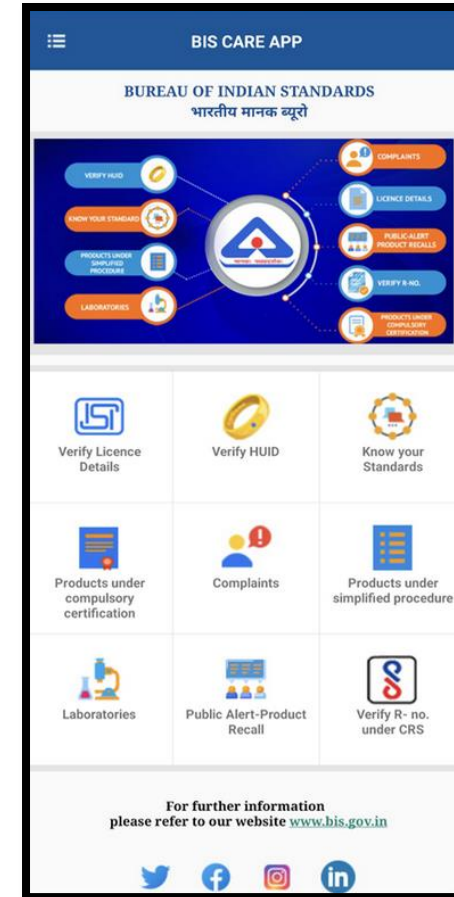 BIS CARE APP
BUREAU OF INDIAN STANDARDS
भारतीय मानक ब्यूरो
VERIFY HUID
KNOW YOUR STANDARD
PRODUCTS UNDER
SIMPLIFIED
PROCEDURE
LABORATORIES
COMPLAINTS
LICENCE DETAILS
PUBLIC-ALERT
PRODUCT RECALLS
VERIFY R-NO.
PRODUCTS UNDER
COMPULSORY
CERTIFICATION
Verify Licence
Details
Verify HUID
Know your
Standards
Products under
compulsory
certification
Complaints
Products under
simplified procedure
Laboratories
Public Alert-Product
Recall
Verify R- no.
under CRS
For further information
please refer to our website www.bis.gov.in